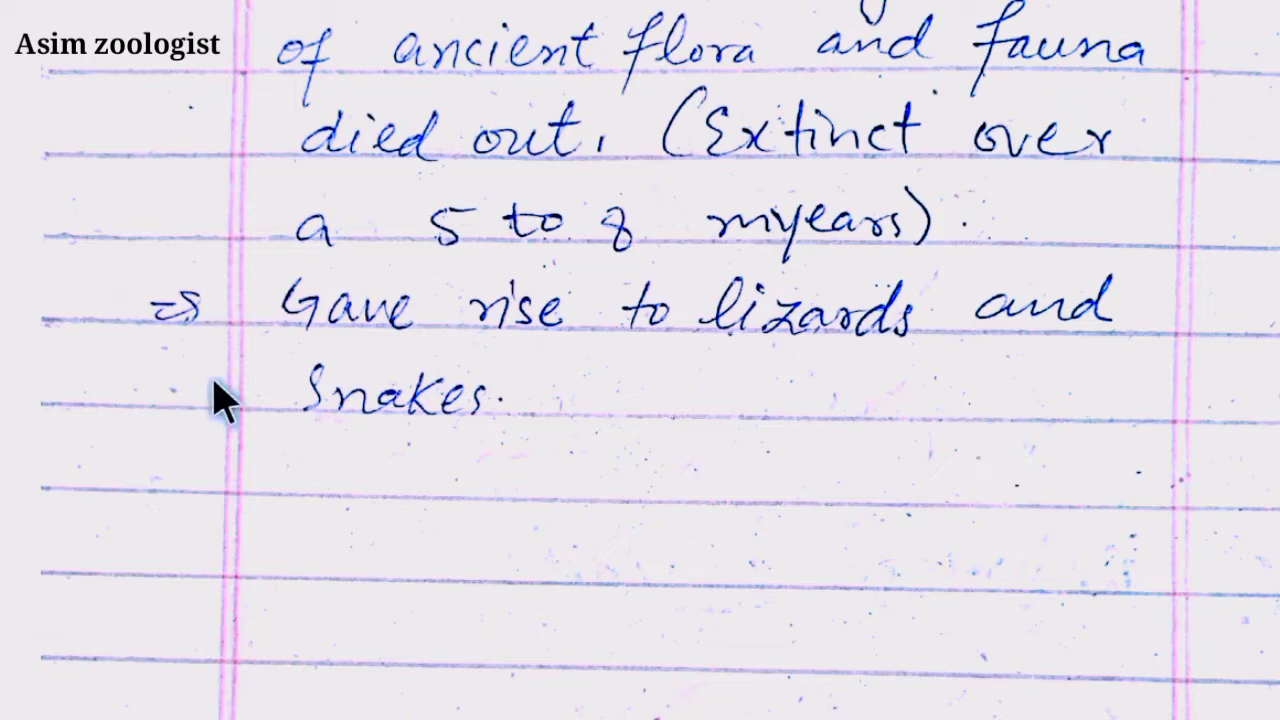 Asim zoologist
of ancient flora and fauna
died out. (Extinct over
a 5 to 8 myears).
⇒ Gave rise to lizards and
Snakes.